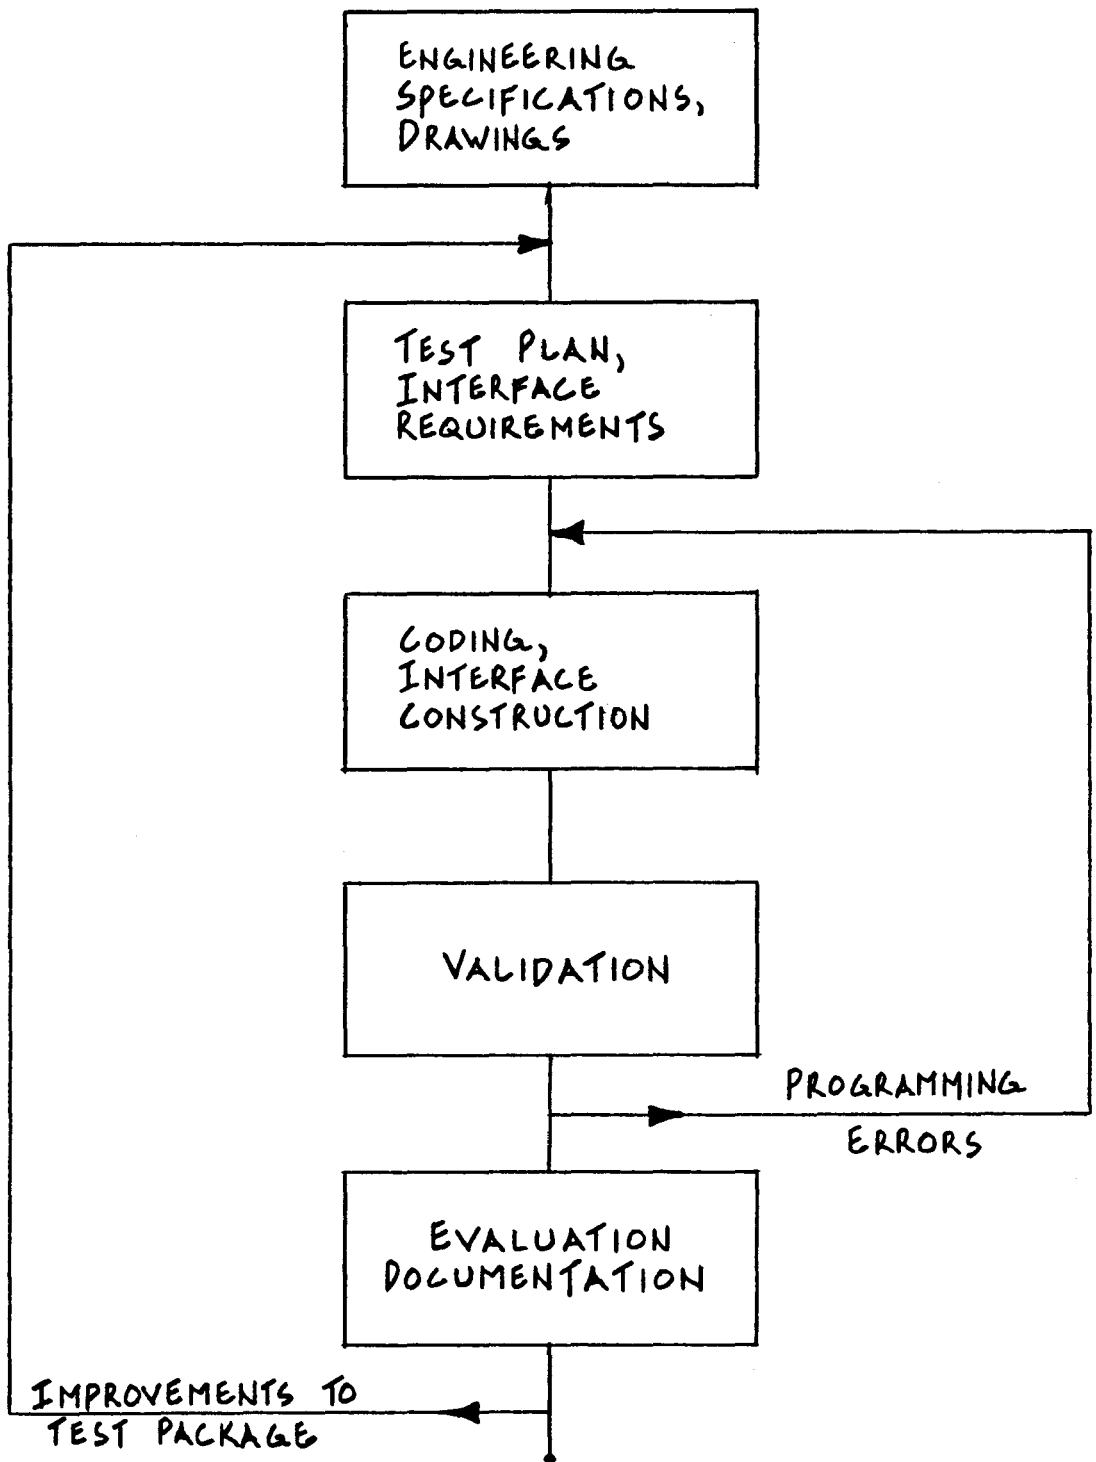 ENGINEERING
SPECIFICATIONS,
DRAWINGS
TEST PLAN,
INTERFACE
REQUIREMENTS
CODING,
INTERFACE
CONSTRUCTION
VALIDATION
PROGRAMMING
ERRORS
EVALUATION
DOCUMENTATION
IMPROVEMENTS TO
TEST PACKAGE